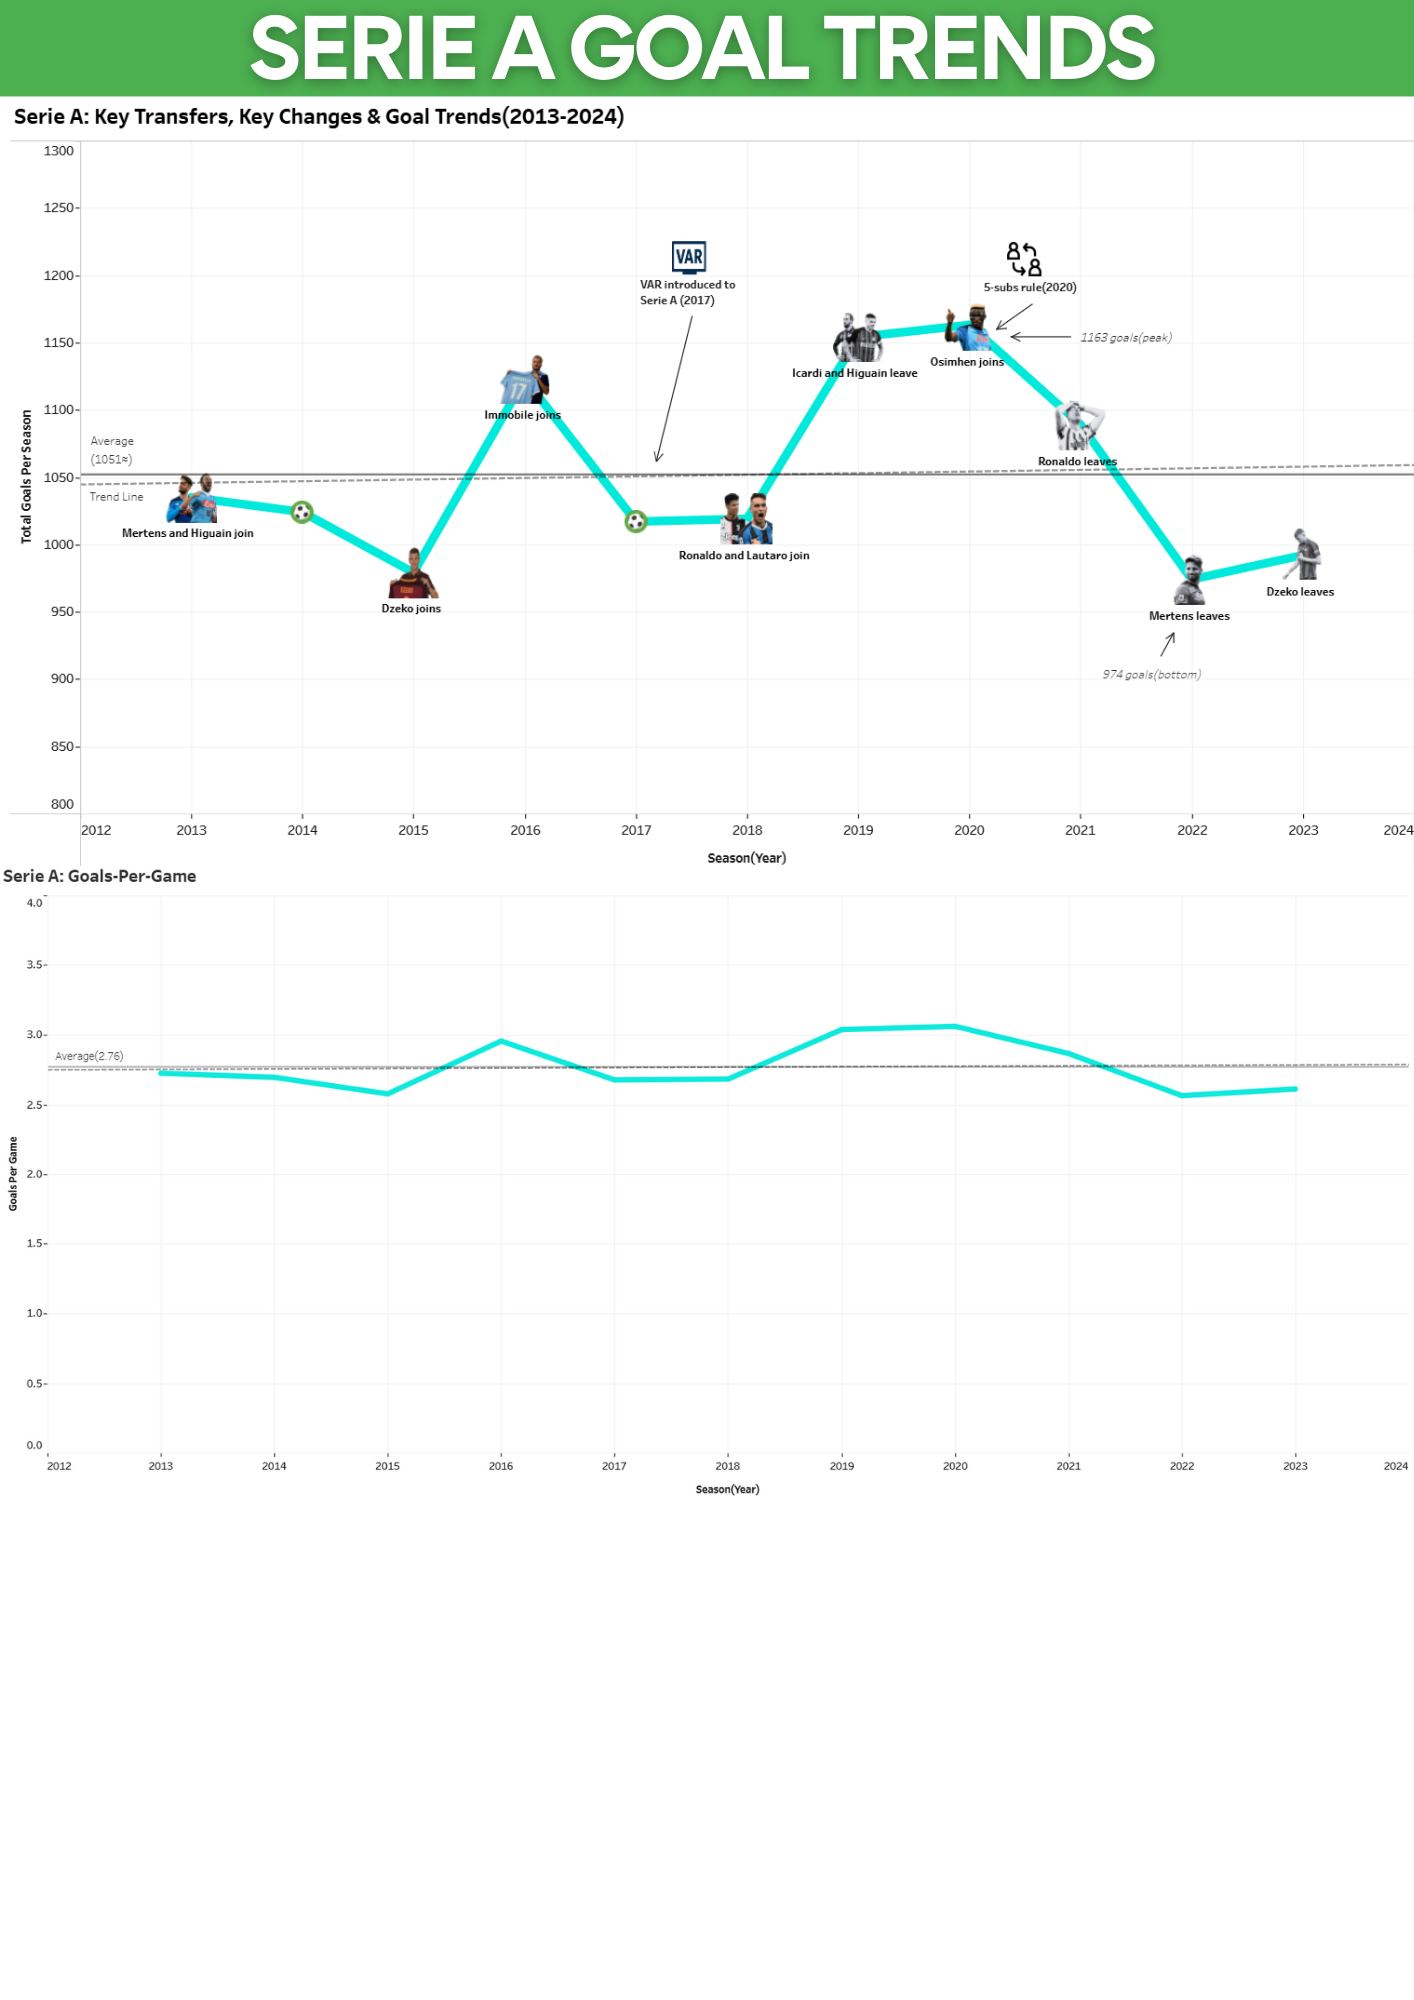 SERIE A GOAL TRENDS
Serie A: Key Transfers, Key Changes & Goal Trends(2013-2024)
1300
1250
1200
1150
1100
1050
1000
950
900
850
800
Total Goals Per Season
Average
(1051≈)
Trend Line
Mertens and Higuain join
Dzeko joins
17
Immobile joins
VAR
VAR introduced to
Serie A (2017)
Ronaldo and Lautaro join
Icardi and Higuain leave
5-subs rule(2020)
1163 goals(peak)
Osimhen joins
Ronaldo leaves
Mertens leaves
974 goals(bottom)
Dzeko leaves
2012 2013 2014 2015 2016 2017 2018 2019 2020 2021 2022 2023 2024
Season(Year)
Serie A: Goals-Per-Game
4.0
3.5
3.0
2.5
2.0
1.5
1.0
0.5
0.0
Goals Per Game
Average(2.76)
2012 2013 2014 2015 2016 2017 2018 2019 2020 2021 2022 2023 2024
Season(Year)